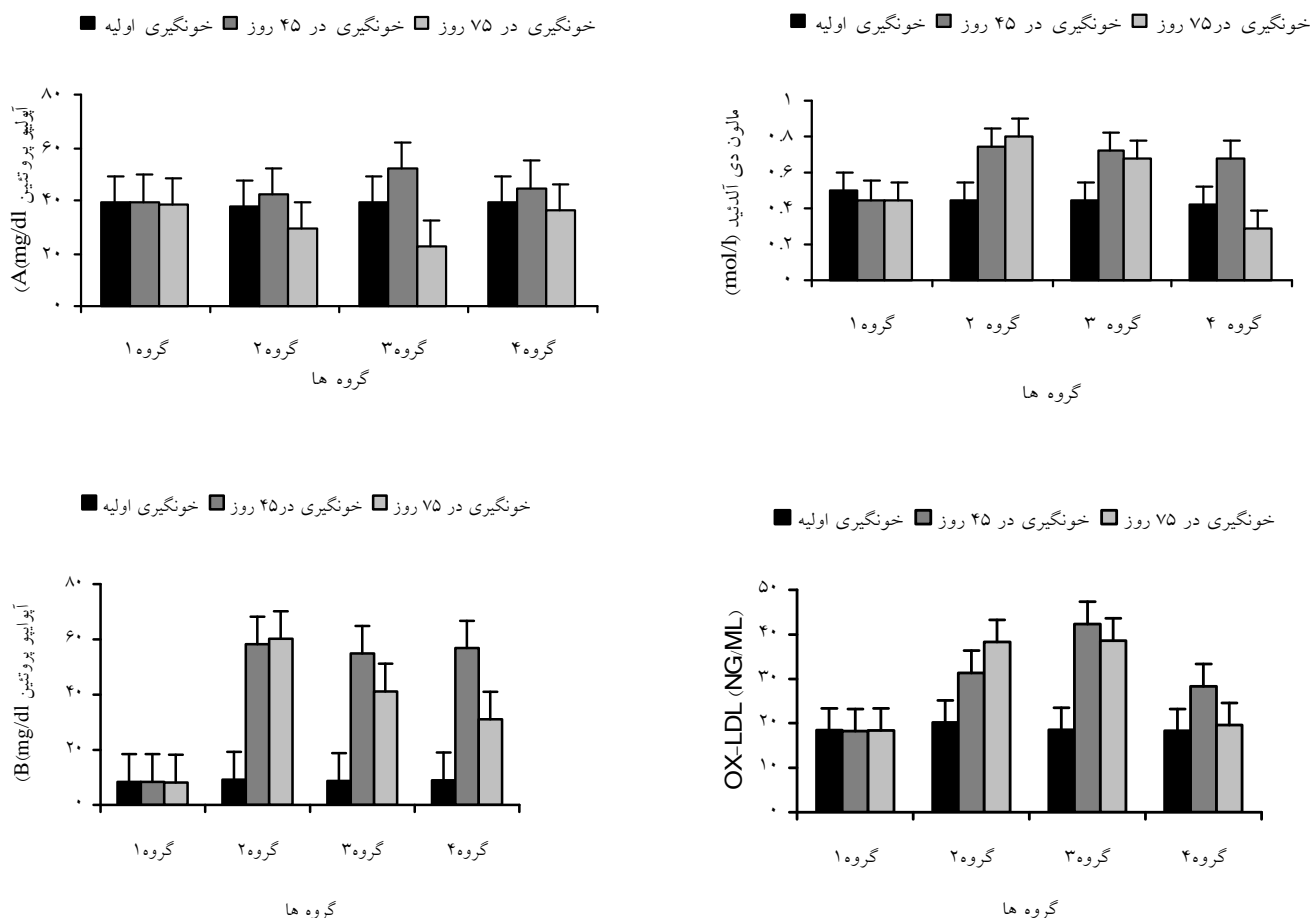 خونگیری اولیه خونگیری در ۴۵ روز خونگیری در ۷۵ روز
آپولیپو پروتئین A(mg/dl)
۸۰
۶۰
۴۰
۲۰
۰
گروه۱ گروه۲ گروه۳ گروه۴
گروه ها
خونگیری اولیه خونگیری در ۴۵ روز خونگیری در۷۵ روز
مالون دی آلدئید (mol/l)
۱
۰.۸
۰.۶
۰.۴
۰.۲
۰
گروه۱ گروه ۲ گروه ۳ گروه ۴
گروه ها
خونگیری اولیه خونگیری در۴۵ روز خونگیری در ۷۵ روز
پروتئین B(mg/dl)
۸۰
۶۰
۴۰
۲۰
۰
گروه۱ گروه۲ گروه۳ گروه۴
گروه ها
خونگیری اولیه خونگیری در ۴۵ روز خونگیری در ۷۵ روز
OX-LDL (NG/ML)
۵۰
۴۰
۳۰
۲۰
۱۰
۰
گروه۱ گروه۲ گروه۳ گروه۴
گروه ها